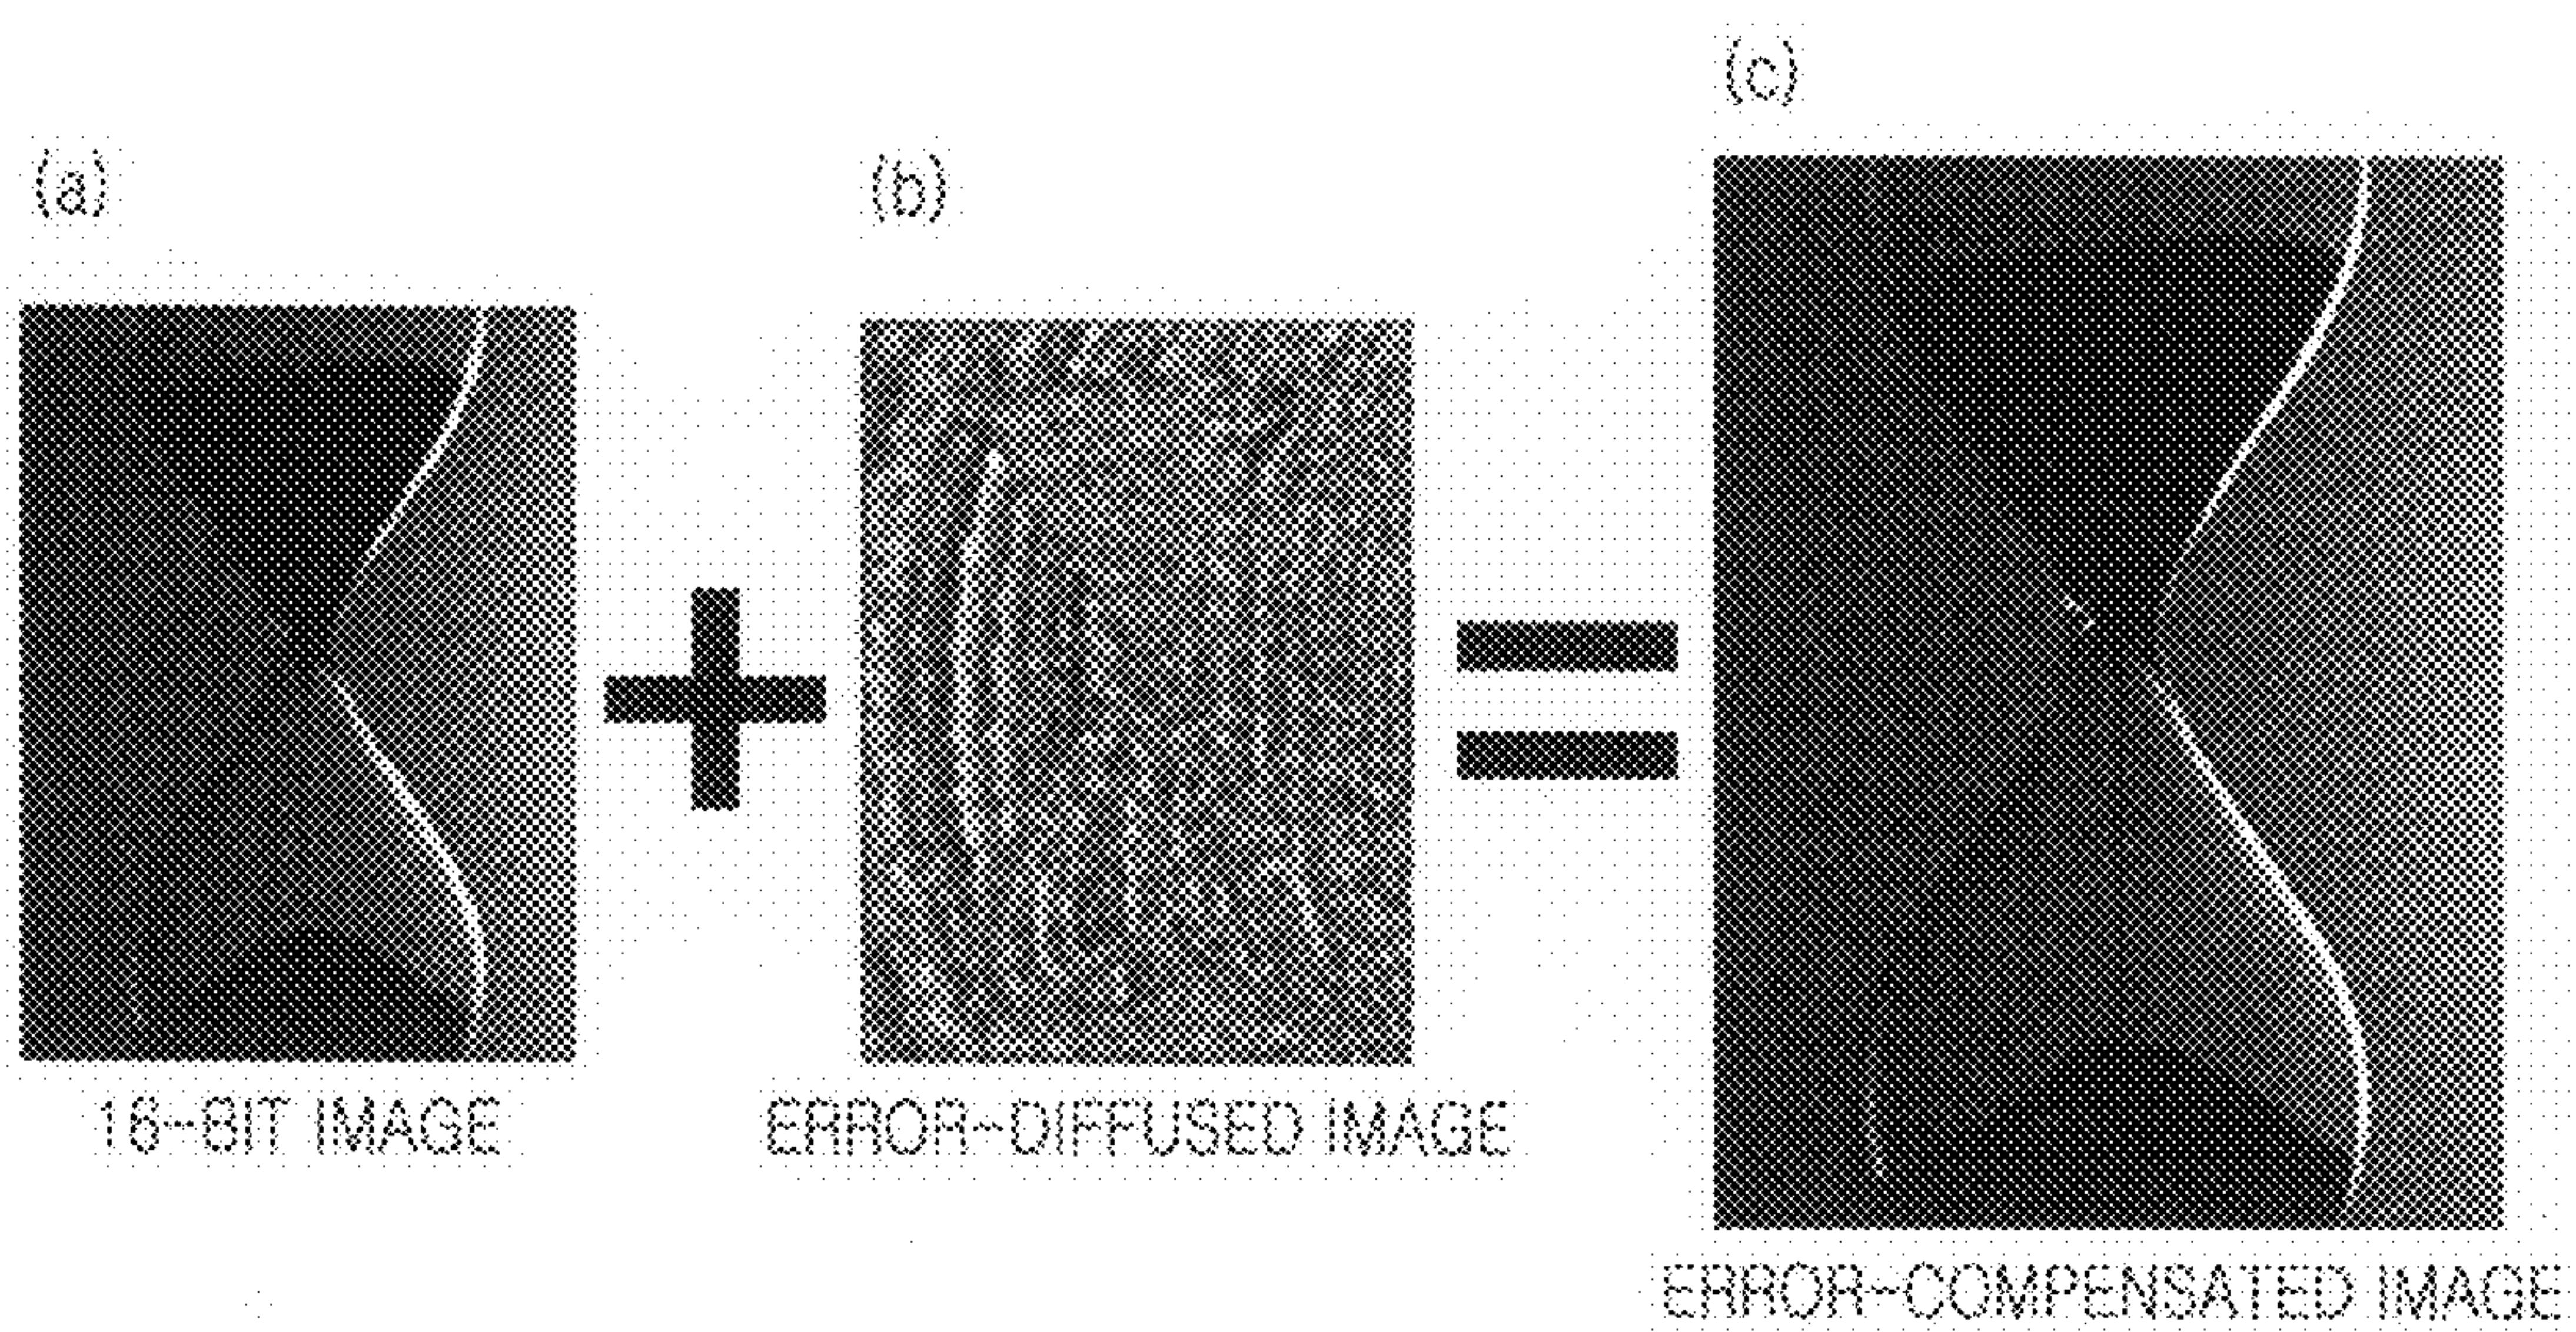 (a)
(b)
(c)
16-BIT IMAGE
ERROR-DIFFUSED IMAGE
ERROR-COMPENSATED IMAGE